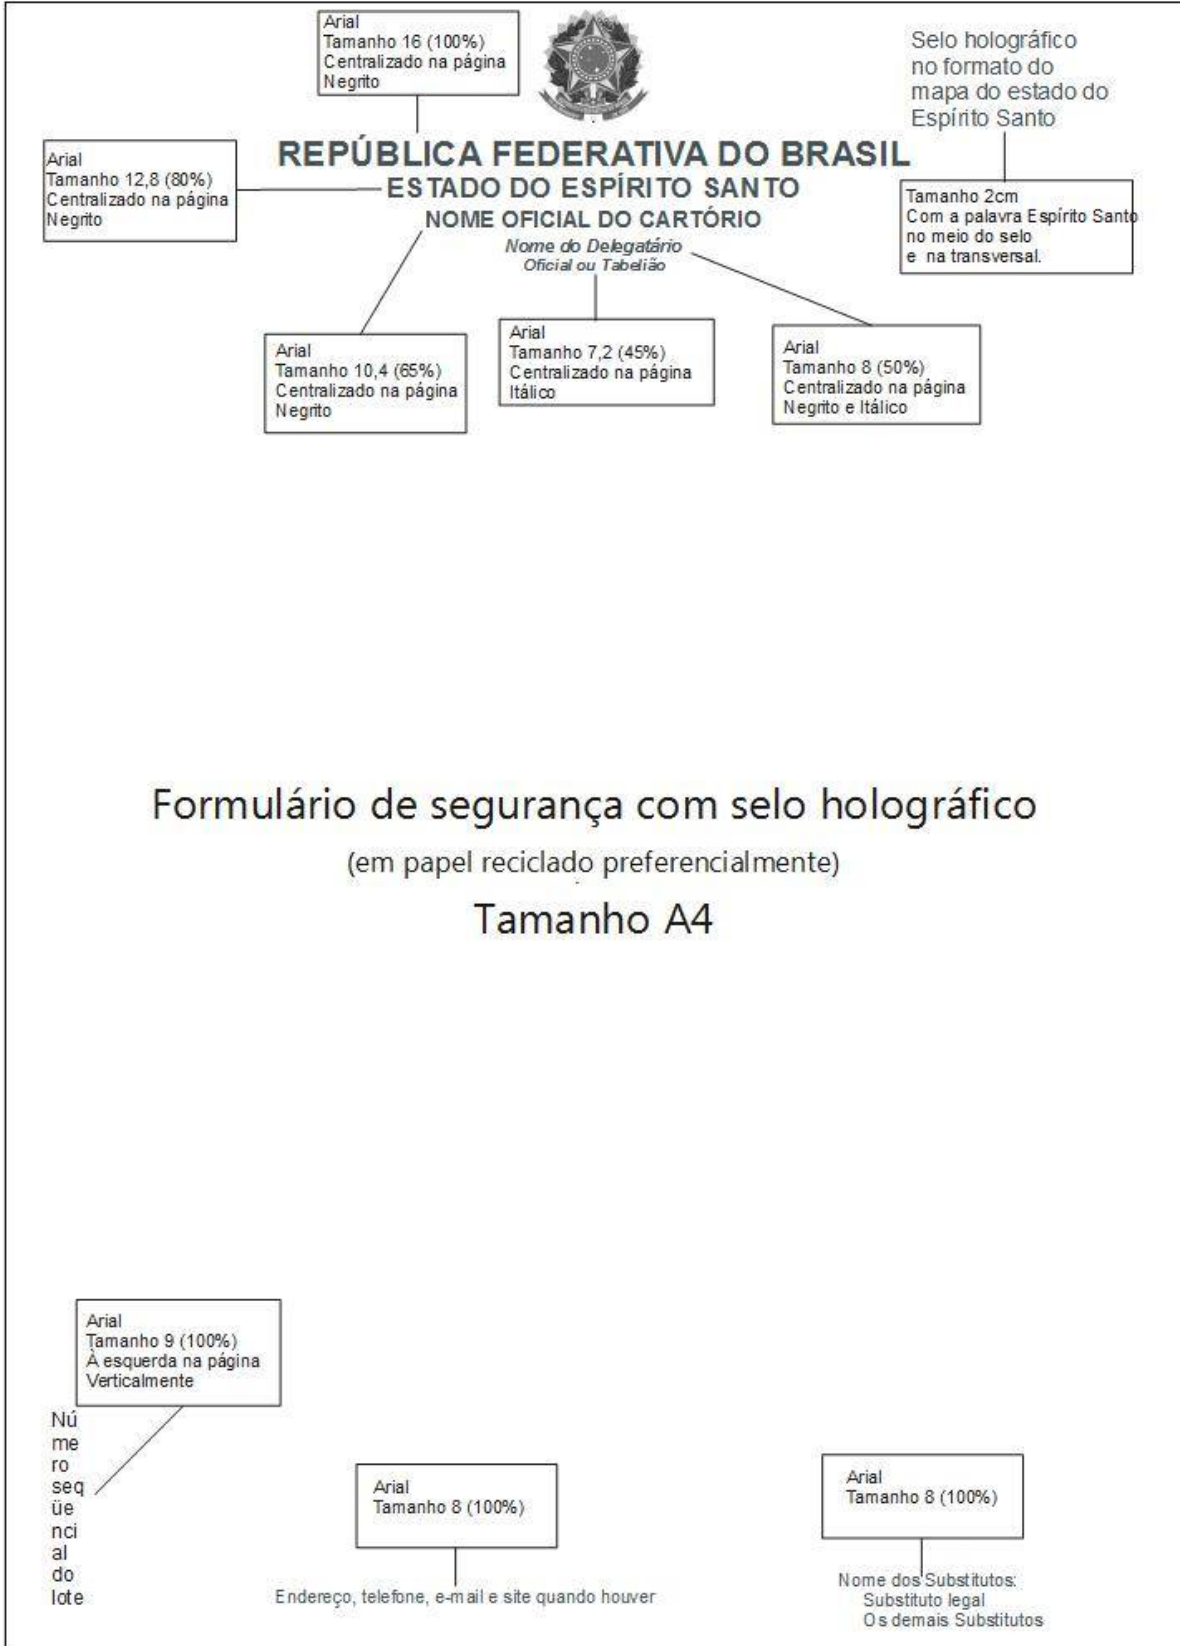 Arial
Tamanho 16 (100%)
Centralizado na página
Negrito
Selo holográfico
no formato do
mapa do estado do
Espírito Santo
REPÚBLICA FEDERATIVA DO BRASIL
ESTADO DO ESPÍRITO SANTO
NOME OFICIAL DO CARTÓRIO
Nome do Delegatário
Oficial ou Tabelião
Arial
Tamanho 12,8 (80%)
Centralizado na página
Negrito
Tamanho 2cm
Com a palavra Espírito Santo
no meio do selo
e na transversal.
Arial
Tamanho 10,4 (65%)
Centralizado na página
Negrito
Arial
Tamanho 7,2 (45%)
Centralizado na página
Itálico
Arial
Tamanho 8 (50%)
Centralizado na página
Negrito e Itálico
Formulário de segurança com selo holográfico
(em papel reciclado preferencialmente)
Tamanho A4
Arial
Tamanho 9 (100%)
À esquerda na página
Verticalmente
Nú
me
ro
seq
üe
nci
al
do
lote
Arial
Tamanho 8 (100%)
Endereço, telefone, e-mail e site quando houver
Arial
Tamanho 8 (100%)
Nome dos Substitutos:
Substituto legal
Os demais Substitutos